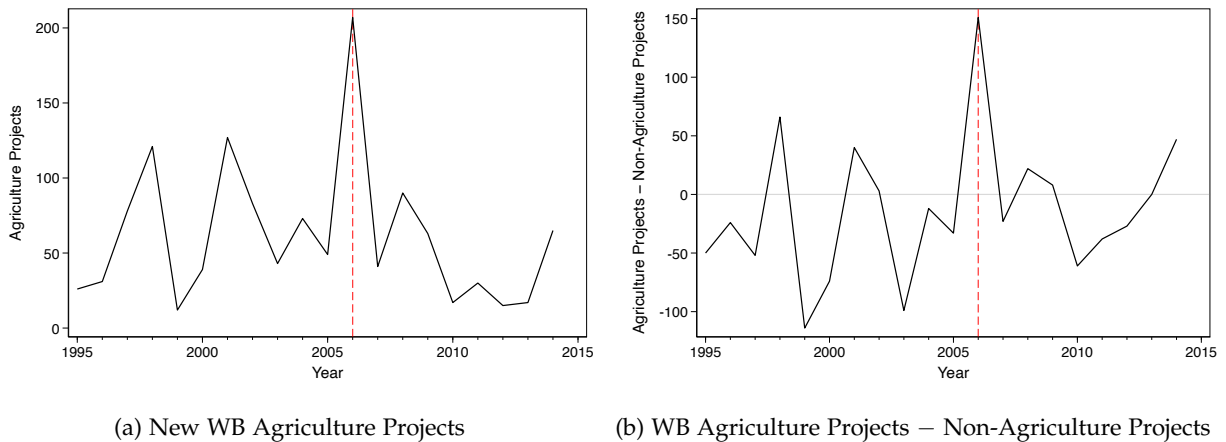 Agriculture Projects
200
150
100
50
0
1995 2000 2005 2010 2015
Year
(a) New WB Agriculture Projects
Agriculture Projects − Non-Agriculture Projects
150
100
50
0
-50
-100
1995 2000 2005 2010 2015
Year
(b) WB Agriculture Projects − Non-Agriculture Projects